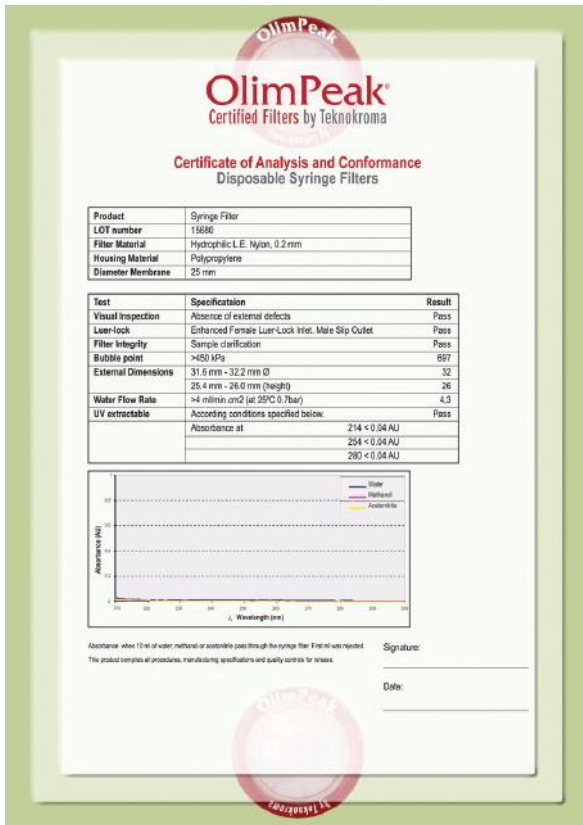 OlimPeak
OlimPeak®
Certified Filters by Teknokroma
Certificate of Analysis and Conformance
Disposable Syringe Filters
Product Syringe Filter
LOT number 15680
Filter Material Hydrophilic L.E. Nylon, 0.2 mm
Housing Material Polypropylene
Diameter Membrane 25 mm
Test Specificataion Result
Visual Inspection Absence of external defects Pass
Luer-lock Enhanced Female Luer-Lock Inlet. Male Slip Outlet Pass
Filter Integrity Sample clarification Pass
Bubble point >450 kPa 697
External Dimensions 31.6 mm - 32.2 mm Ø 32
25.4 mm - 26.0 mm (height) 26
Water Flow Rate >4 ml/min.cm2 (at 25ºC 0.7bar) 4,3
UV extractable According conditions specified below. Pass
Absorbance at 214 < 0.04 AU
254 < 0.04 AU
280 < 0.04 AU
Water
Methanol
Acetonitrile
Absorbance (AU)
λ, Wavelength (nm)
Absorbance when 10 ml of water, methanol or acetonitrile pass through the syringe filter. First ml was rejected.
This product complies all procedures, manufacturing specifications and quality controls for release.
Signature:
Date:
OlimPeak
by Teknokroma